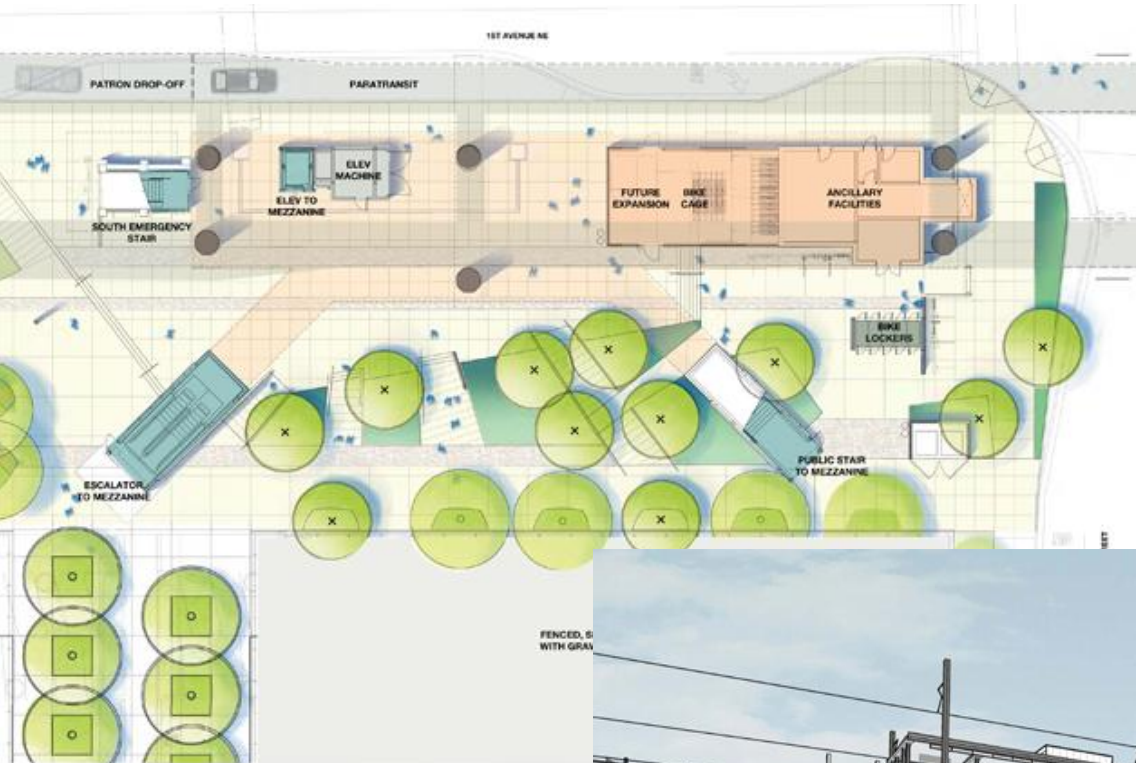 1ST AVENUE NE
PATRON DROP-OFF
PARATRANSIT
ELEV
MACHINE
ELEV TO
MEZZANINE
SOUTH EMERGENCY
STAIR
FUTURE
EXPANSION
BIKE
CAGE
ANCILLARY
FACILITIES
BIKE
LOCKERS
ESCALATOR
TO MEZZANINE
PUBLIC STAIR
TO MEZZANINE
FENCED, S
WITH GRAV